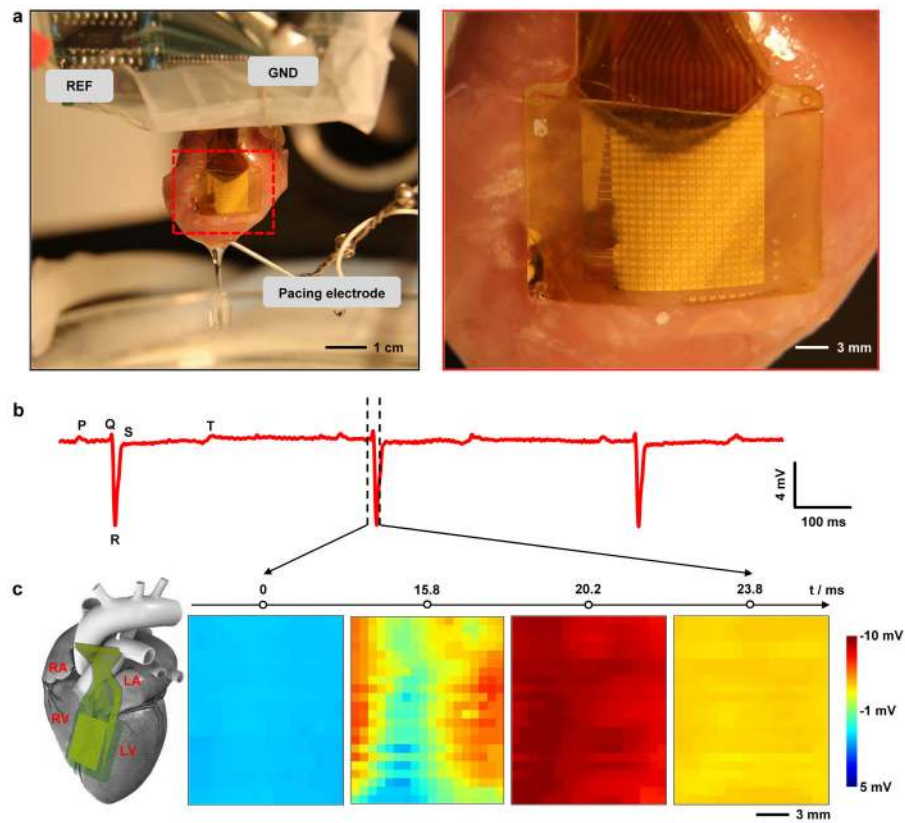 a
REF
GND
Pacing electrode
1 cm
3 mm
b
P
Q
S
T
R
4 mV
100 ms
c
0
15.8
20.2
23.8
t / ms
RA
LA
RV
LV
-10 mV
-1 mV
5 mV
3 mm